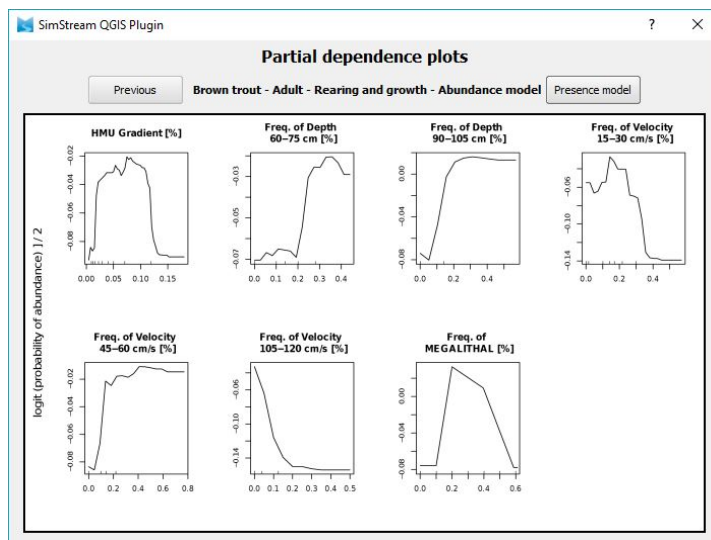 SimStream QGIS Plugin
?
Partial dependence plots
Previous
Brown trout - Adult - Rearing and growth - Abundance model
Presence model
logit (probability of abundance) ] / 2
HMU Gradient [%]
-0.02
-0.04
-0.06
-0.08
0.00 0.05 0.10 0.15
Freq. of Depth
60–75 cm [%]
-0.03
-0.05
-0.07
0.0 0.1 0.2 0.3 0.4
Freq. of Depth
90–105 cm [%]
0.00
-0.04
-0.08
0.0 0.2 0.4
Freq. of Velocity
15–30 cm/s [%]
-0.06
-0.10
-0.14
0.0 0.2 0.4
Freq. of Velocity
45–60 cm/s [%]
-0.02
-0.04
-0.06
-0.08
0.0 0.2 0.4 0.6 0.8
Freq. of Velocity
105–120 cm/s [%]
-0.06
-0.10
-0.14
0.0 0.1 0.2 0.3 0.4 0.5
Freq. of
MEGALITHAL [%]
0.00
-0.04
-0.08
0.0 0.2 0.4 0.6